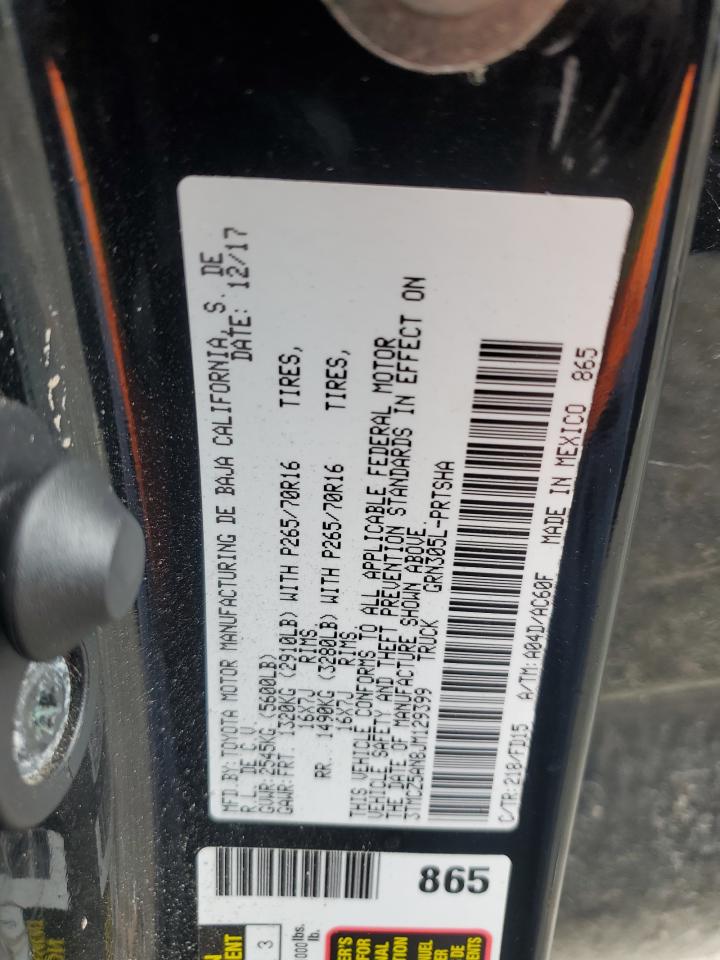 MFD.BY: TOYOTA MOTOR MANUFACTURING DE BAJA CALIFORNIA, S. DE
R.L. DE C.V. DATE: 12/17
GVWR: 2545KG (5600LB)
GAWR: FRT. 1320KG (2910LB) WITH P265/70R16 TIRES,
16X7J RIMS.
RR. 1490KG (3280LB) WITH P265/70R16 TIRES,
16X7J RIMS
THIS VEHICLE CONFORMS TO ALL APPLICABLE FEDERAL MOTOR
VEHICLE SAFETY AND THEFT PREVENTION STANDARDS IN EFFECT ON
THE DATE OF MANUFACTURE SHOWN ABOVE.
3TMCZ5AN8JM129399 TRUCK GRN305L-PRTSHA
C/TR: 218/FD15 A/TM: A04D/AC60F MADE IN MEXICO 865
865
3